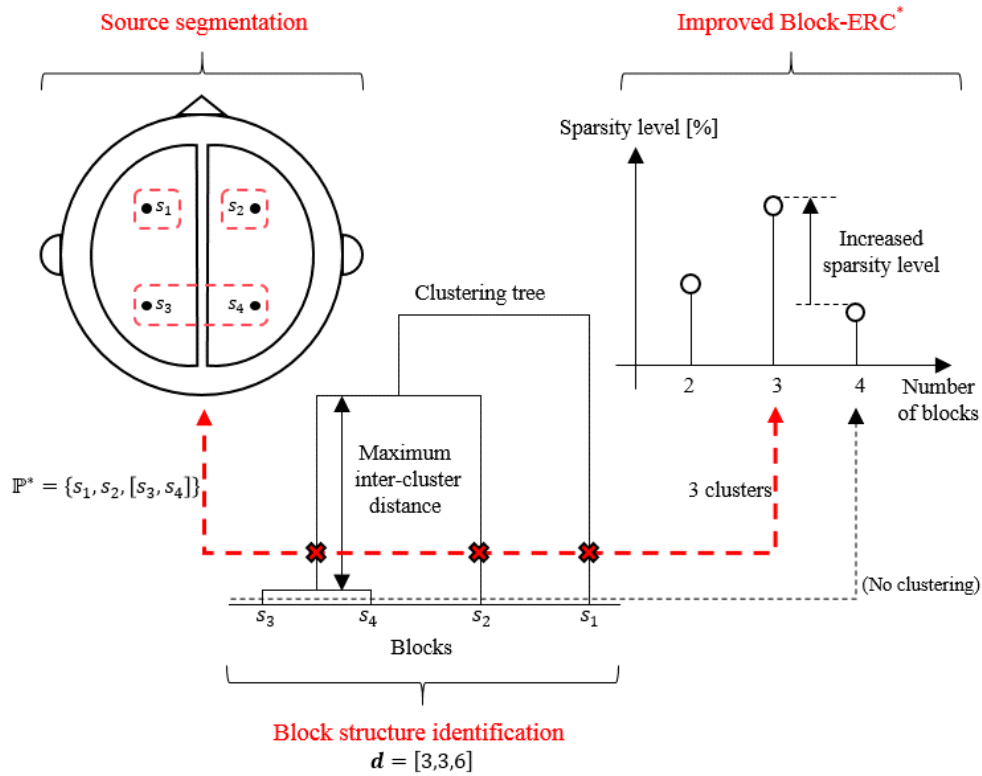 Source segmentation
Improved Block-ERC*
Sparsity level [%]
s₁
s₂
s₃
s₄
Increased
sparsity level
2
3
4
Number
of blocks
Clustering tree
Maximum
inter-cluster
distance
ℙ* = {s₁, s₂, [s₃, s₄]}
3 clusters
(No clustering)
s₃
s₄
s₂
s₁
Blocks
Block structure identification
d = [3,3,6]